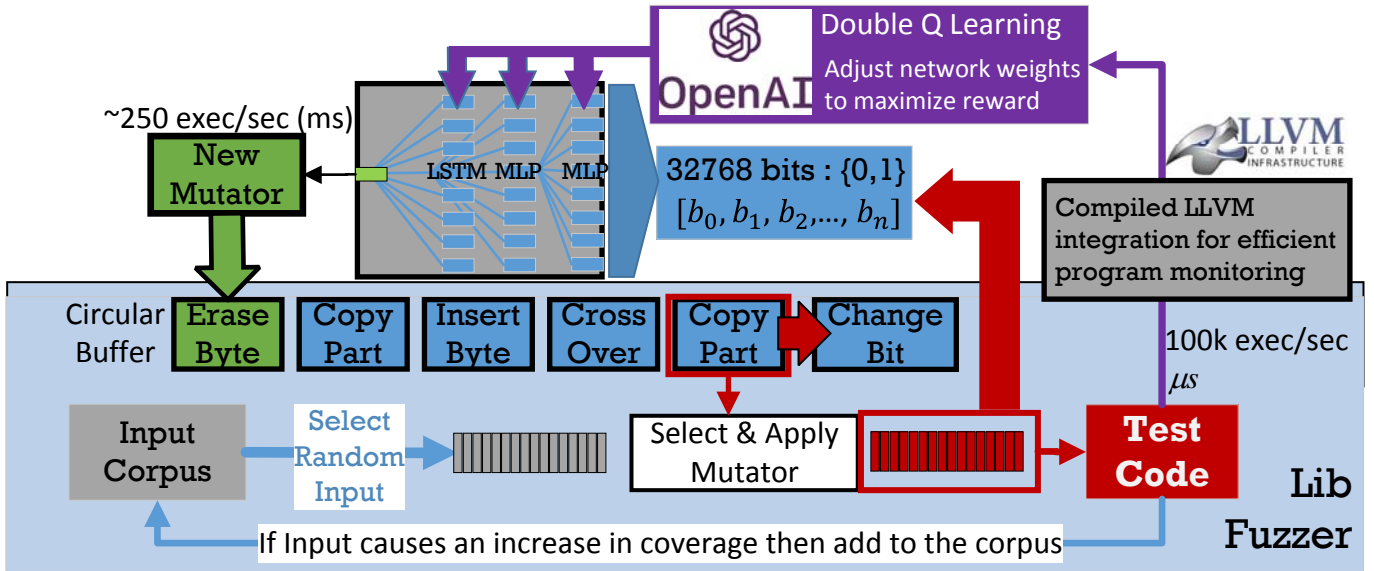 Double Q Learning
Adjust network weights
to maximize reward
OpenAI
~250 exec/sec (ms)
New
Mutator
LSTM MLP MLP
32768 bits : {0,1}
[b₀, b₁, b₂,..., bₙ]
LLVM
COMPILER
INFRASTRUCTURE
Compiled LLVM
integration for efficient
program monitoring
Circular
Buffer
Erase
Byte
Copy
Part
Insert
Byte
Cross
Over
Copy
Part
Change
Bit
100k exec/sec
μs
Input
Corpus
Select
Random
Input
Select & Apply
Mutator
Test
Code
Lib
Fuzzer
If Input causes an increase in coverage then add to the corpus